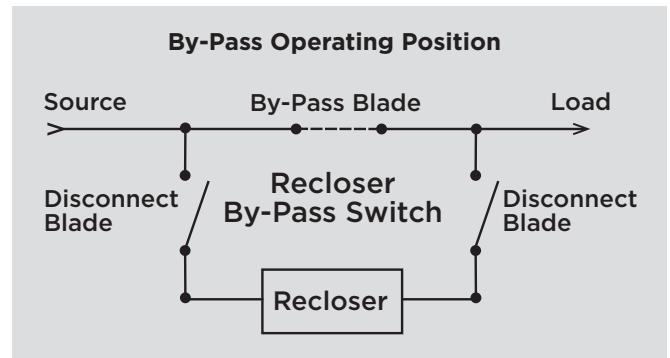 By-Pass Operating Position
Source
By-Pass Blade
Load
Disconnect
Blade
Recloser
By-Pass Switch
Disconnect
Blade
Recloser